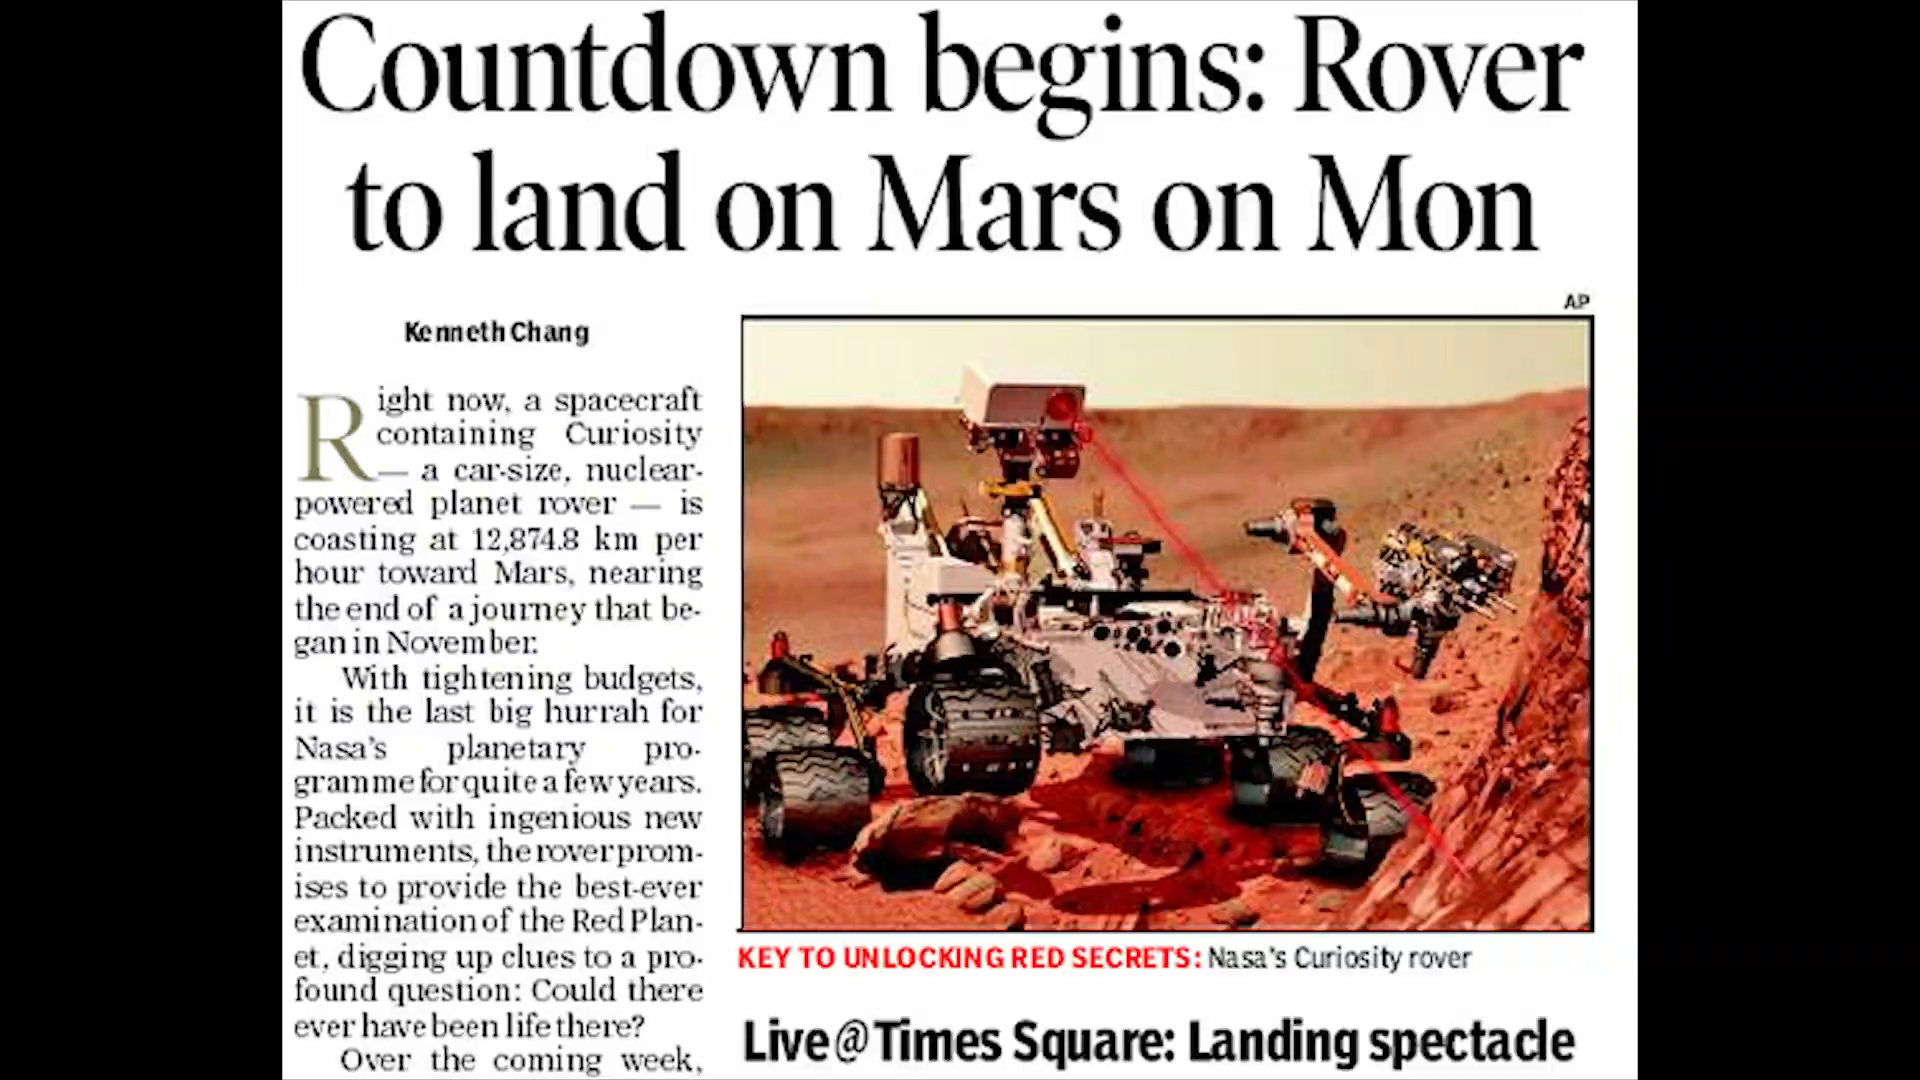 Countdown begins: Rover
to land on Mars on Mon
AP
Kenneth Chang
Right now, a spacecraft
containing Curiosity
— a car-size, nuclear-
powered planet rover — is
coasting at 12,874.8 km per
hour toward Mars, nearing
the end of a journey that be-
gan in November.
With tightening budgets,
it is the last big hurrah for
Nasa's planetary pro-
gramme for quite a few years.
Packed with ingenious new
instruments, the rover prom-
ises to provide the best-ever
examination of the Red Plan-
et, digging up clues to a pro-
found question: Could there
ever have been life there?
Over the coming week,
KEY TO UNLOCKING RED SECRETS: Nasa's Curiosity rover
Live@Times Square: Landing spectacle